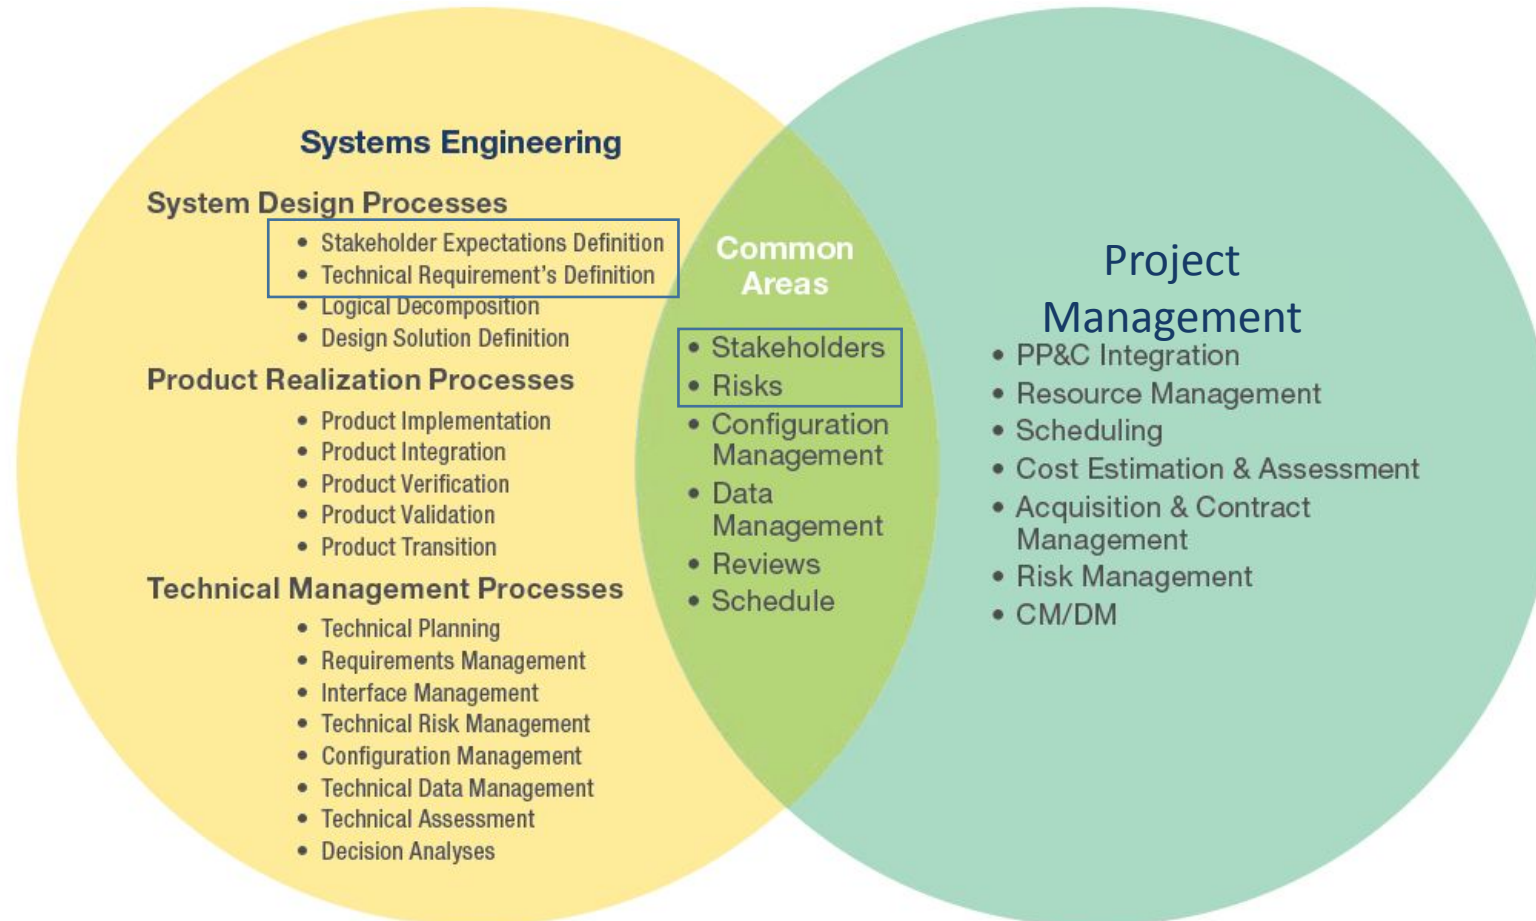 Systems Engineering
System Design Processes
• Stakeholder Expectations Definition
• Technical Requirement’s Definition
• Logical Decomposition
• Design Solution Definition
Product Realization Processes
• Product Implementation
• Product Integration
• Product Verification
• Product Validation
• Product Transition
Technical Management Processes
• Technical Planning
• Requirements Management
• Interface Management
• Technical Risk Management
• Configuration Management
• Technical Data Management
• Technical Assessment
• Decision Analyses
Common
Areas
• Stakeholders
• Risks
• Configuration
Management
• Data
Management
• Reviews
• Schedule
Project
Management
• PP&C Integration
• Resource Management
• Scheduling
• Cost Estimation & Assessment
• Acquisition & Contract
Management
• Risk Management
• CM/DM